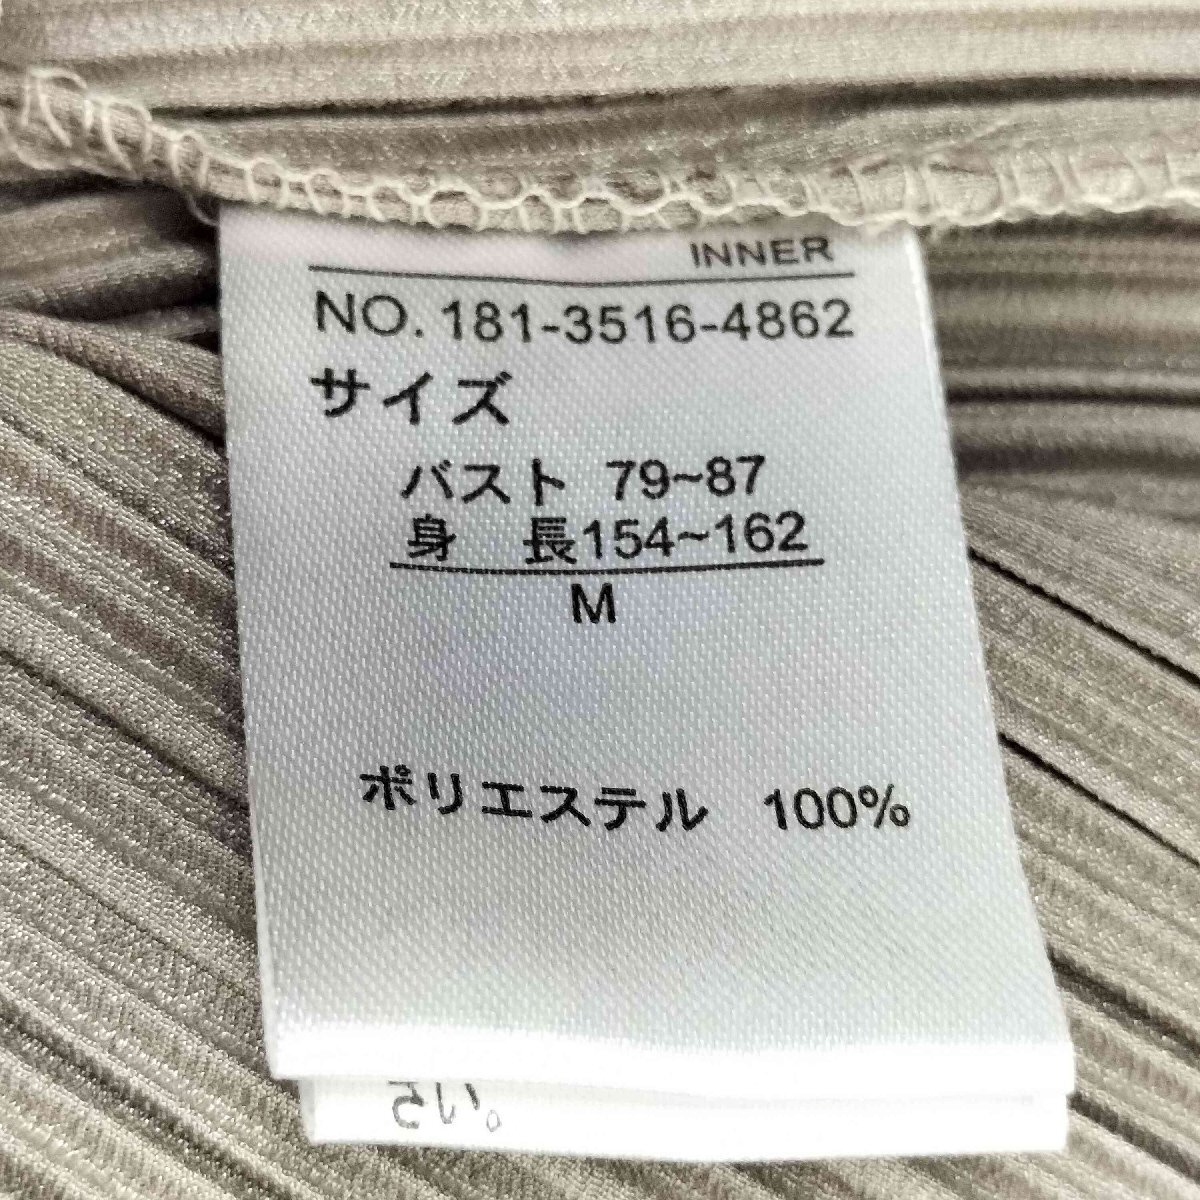 INNER
NO. 181-3516-4862
サイズ
バスト 79~87
身 長154~162
M
ポリエステル 100%
さい。